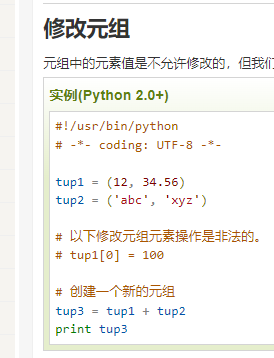 修改元组
元组中的元素值是不允许修改的，但我们
实例(Python 2.0+)
#!/usr/bin/python
# -*- coding: UTF-8 -*-
tup1 = (12, 34.56)
tup2 = ('abc', 'xyz')
# 以下修改元组元素操作是非法的。
# tup1[0] = 100
# 创建一个新的元组
tup3 = tup1 + tup2
print tup3